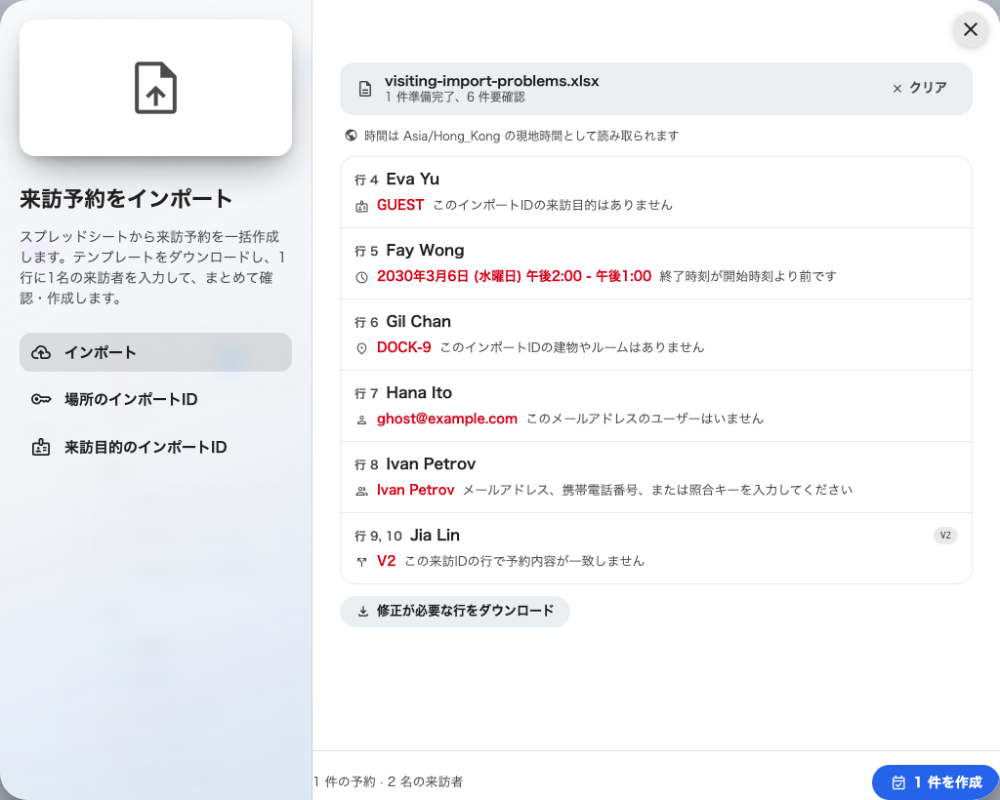 来訪予約をインポート
スプレッドシートから来訪予約を一括作成
します。テンプレートをダウンロードし、1
行に1名の来訪者を入力して、まとめて確
認・作成します。
インポート
場所のインポートID
来訪目的のインポートID
visiting-import-problems.xlsx
1 件準備完了、6 件要確認
クリア
時間は Asia/Hong_Kong の現地時間として読み取られます
行 4 Eva Yu
GUEST このインポートIDの来訪目的はありません
行 5 Fay Wong
2030年3月6日 (水曜日) 午後2:00 - 午後1:00 終了時刻が開始時刻より前です
行 6 Gil Chan
DOCK-9 このインポートIDの建物やルームはありません
行 7 Hana Ito
ghost@example.com このメールアドレスのユーザーはいません
行 8 Ivan Petrov
Ivan Petrov メールアドレス、携帯電話番号、または照合キーを入力してください
行 9, 10 Jia Lin V2
V2 この来訪IDの行で予約内容が一致しません
修正が必要な行をダウンロード
1 件の予約 · 2 名の来訪者
1 件を作成